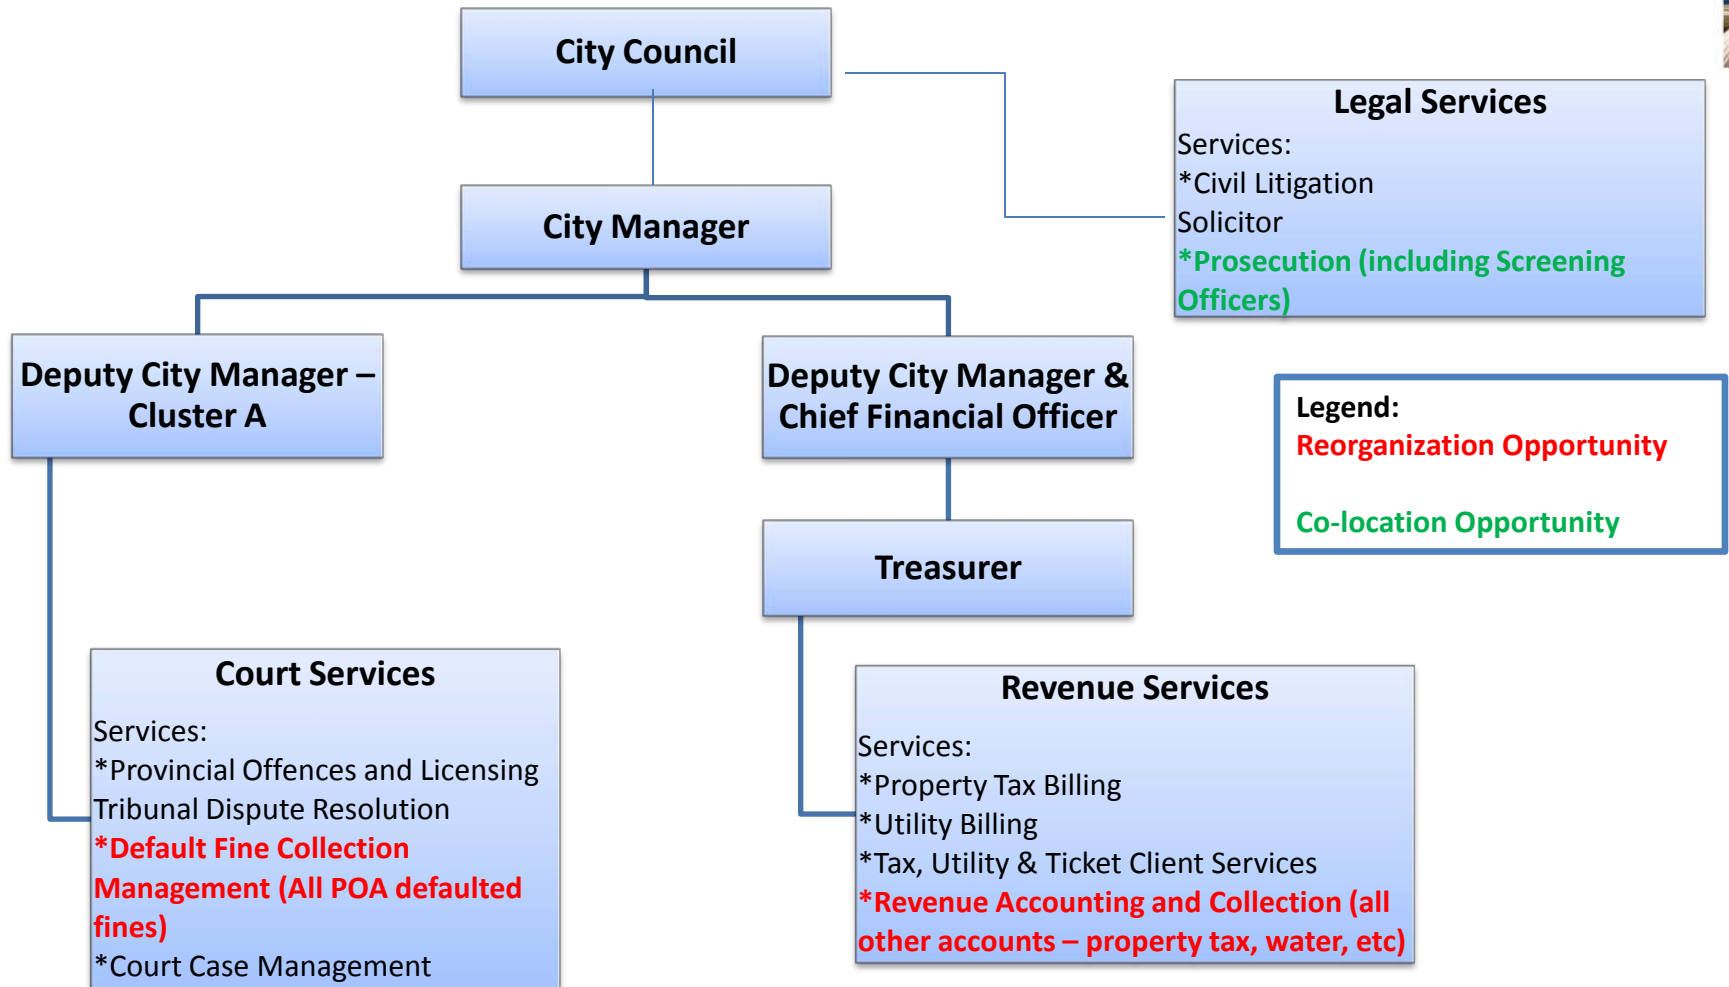 City Council
Legal Services
Services:
*Civil Litigation
Solicitor
*Prosecution (including Screening
Officers)
City Manager
Deputy City Manager –
Cluster A
Deputy City Manager &
Chief Financial Officer
Legend:
Reorganization Opportunity
Co-location Opportunity
Treasurer
Court Services
Services:
*Provincial Offences and Licensing
Tribunal Dispute Resolution
*Default Fine Collection
Management (All POA defaulted
fines)
*Court Case Management
Revenue Services
Services:
*Property Tax Billing
*Utility Billing
*Tax, Utility & Ticket Client Services
*Revenue Accounting and Collection (all
other accounts – property tax, water, etc)